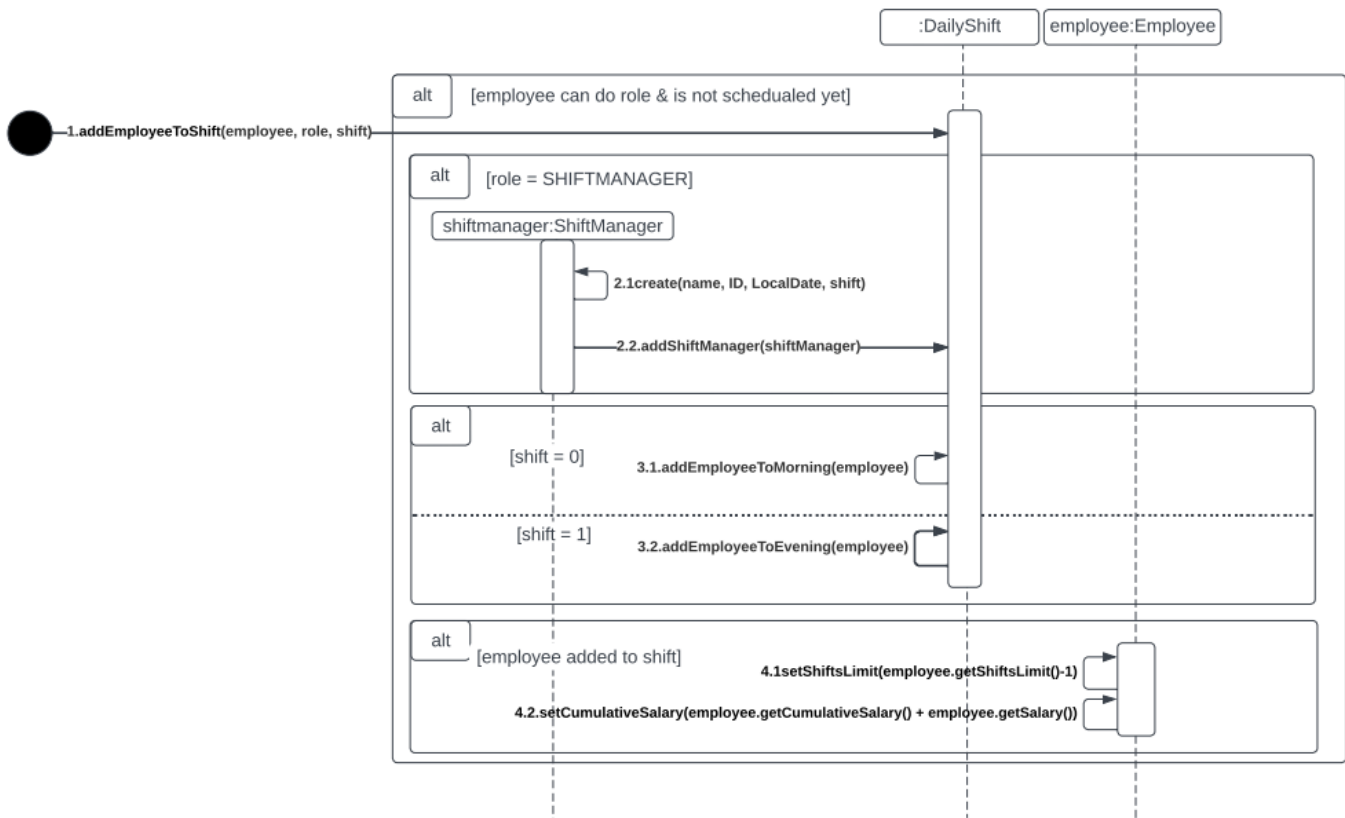 :DailyShift
employee:Employee
alt
[employee can do role & is not schedualed yet]
1.addEmployeeToShift(employee, role, shift)
alt
[role = SHIFTMANAGER]
shiftmanager:ShiftManager
2.1create(name, ID, LocalDate, shift)
2.2.addShiftManager(shiftManager)
alt
[shift = 0]
3.1.addEmployeeToMorning(employee)
[shift = 1]
3.2.addEmployeeToEvening(employee)
alt
[employee added to shift]
4.1setShiftsLimit(employee.getShiftsLimit()-1)
4.2.setCumulativeSalary(employee.getCumulativeSalary() + employee.getSalary())